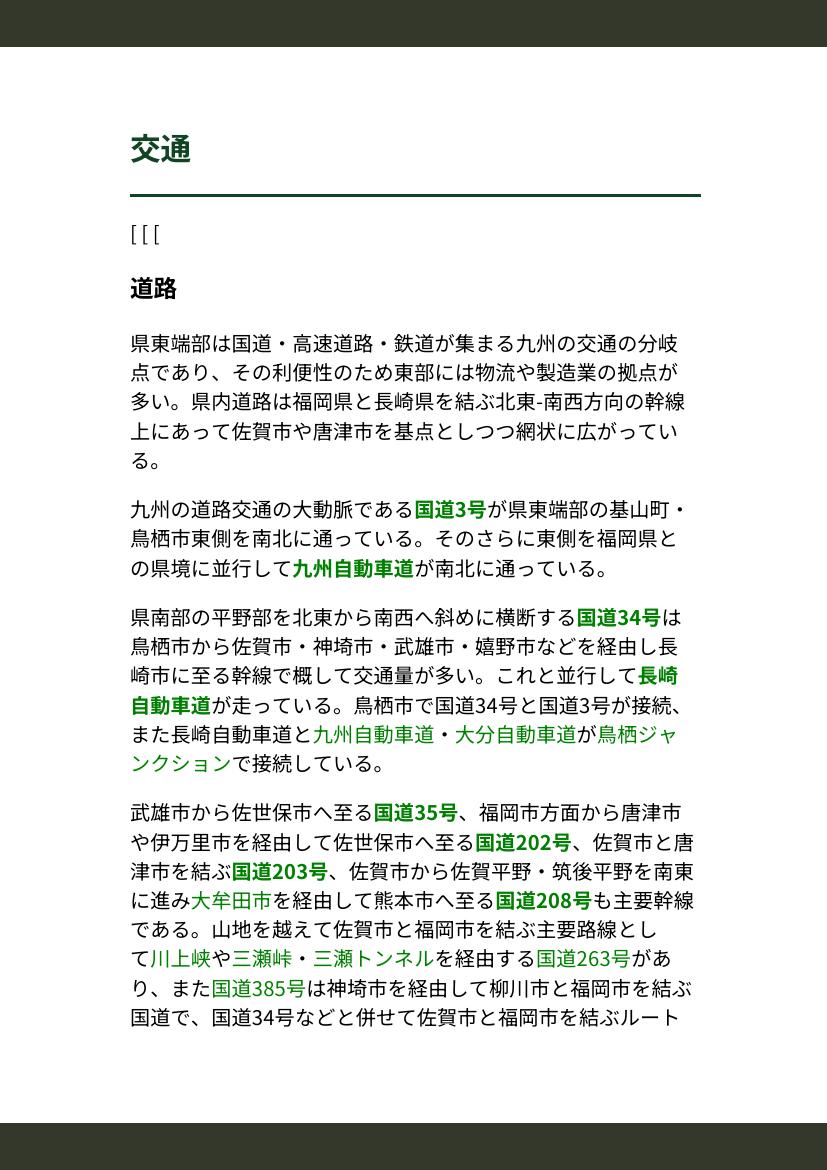 交通
[ [ [
道路
県東端部は国道・高速道路・鉄道が集まる九州の交通の分岐
点であり、その利便性のため東部には物流や製造業の拠点が
多い。県内道路は福岡県と長崎県を結ぶ北東-南西方向の幹線
上にあって佐賀市や唐津市を基点としつつ網状に広がってい
る。
九州の道路交通の大動脈である国道3号が県東端部の基山町・
鳥栖市東側を南北に通っている。そのさらに東側を福岡県と
の県境に並行して九州自動車道が南北に通っている。
県南部の平野部を北東から南西へ斜めに横断する国道34号は
鳥栖市から佐賀市・神埼市・武雄市・嬉野市などを経由し長
崎市に至る幹線で概して交通量が多い。これと並行して長崎
自動車道が走っている。鳥栖市で国道34号と国道3号が接続、
また長崎自動車道と九州自動車道・大分自動車道が鳥栖ジャ
ンクションで接続している。
武雄市から佐世保市へ至る国道35号、福岡市方面から唐津市
や伊万里市を経由して佐世保市へ至る国道202号、佐賀市と唐
津市を結ぶ国道203号、佐賀市から佐賀平野・筑後平野を南東
に進み大牟田市を経由して熊本市へ至る国道208号も主要幹線
である。山地を越えて佐賀市と福岡市を結ぶ主要路線とし
て川上峡や三瀬峠・三瀬トンネルを経由する国道263号があ
り、また国道385号は神埼市を経由して柳川市と福岡市を結ぶ
国道で、国道34号などと併せて佐賀市と福岡市を結ぶルート